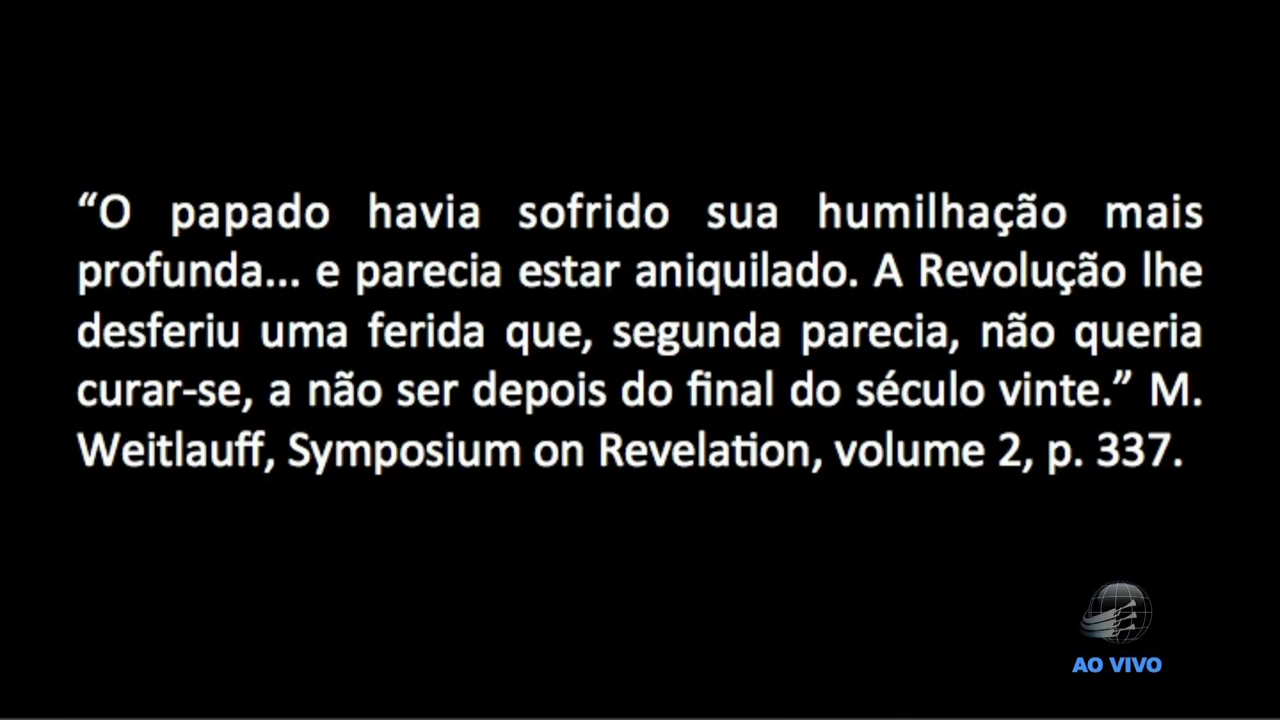 “O papado havia sofrido sua humilhação mais
profunda... e parecia estar aniquilado. A Revolução lhe
desferiu uma ferida que, segunda parecia, não queria
curar-se, a não ser depois do final do século vinte.” M.
Weitlauff, Symposium on Revelation, volume 2, p. 337.
AO VIVO